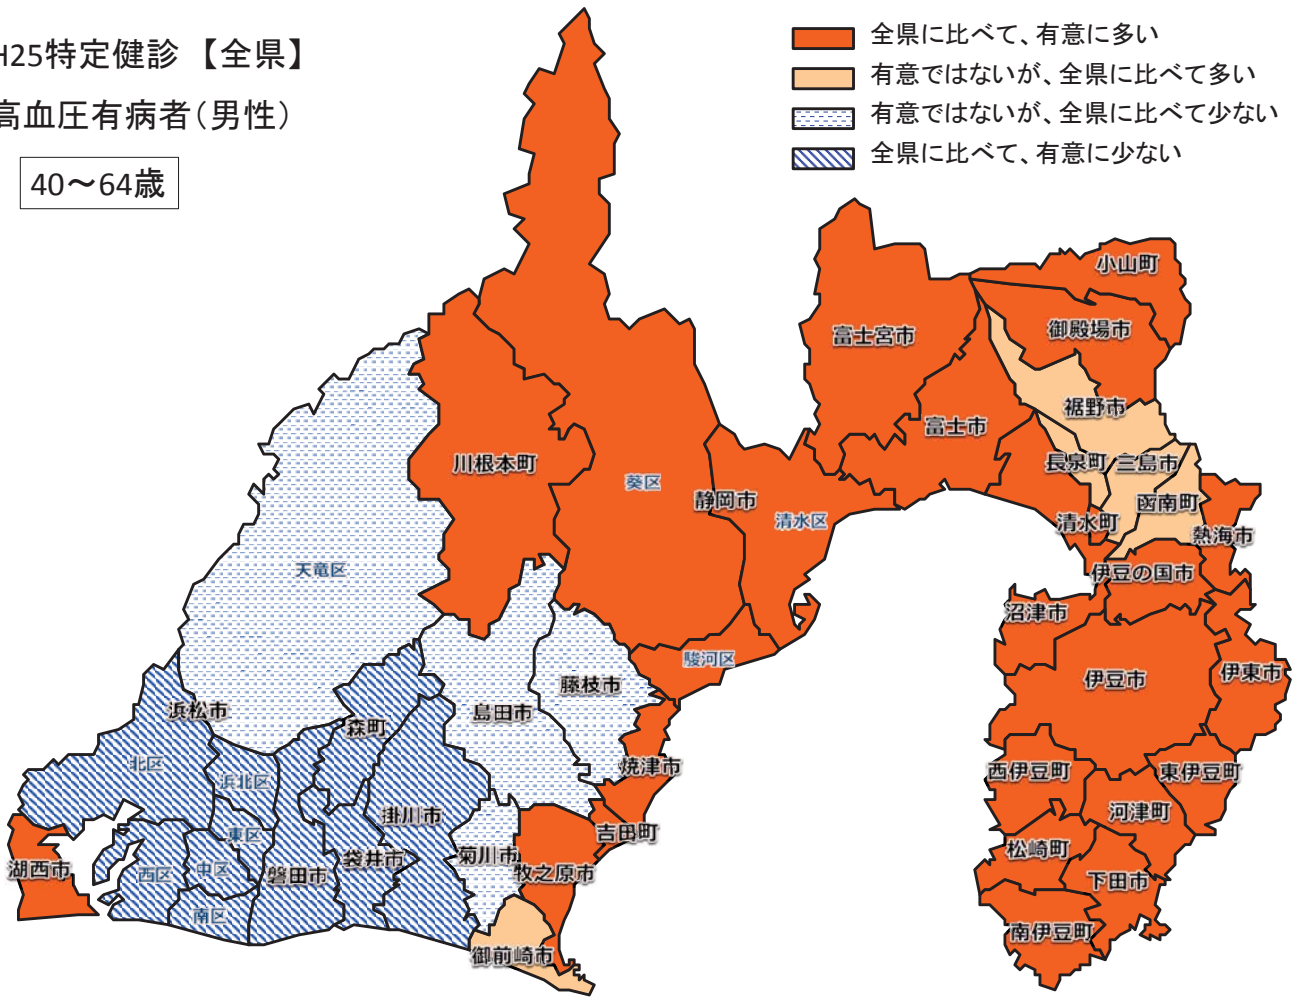 H25特定健診 【全県】
高血圧有病者(男性)
40～64歳
全県に比べて、有意に多い
有意ではないが、全県に比べて多い
有意ではないが、全県に比べて少ない
全県に比べて、有意に少ない
小山町
御殿場市
富士宮市
裾野市
富士市
長泉町
三島市
川根本町
葵区
静岡市
清水区
函南町
清水町
熱海市
天竜区
伊豆の国市
沼津市
駿河区
伊豆市
伊東市
藤枝市
浜松市
島田市
森町
北区
浜北区
焼津市
西伊豆町
東伊豆町
掛川市
河津町
東区
吉田町
湖西市
西区
中区
磐田市
袋井市
菊川市
牧之原市
松崎町
下田市
南区
南伊豆町
御前崎市